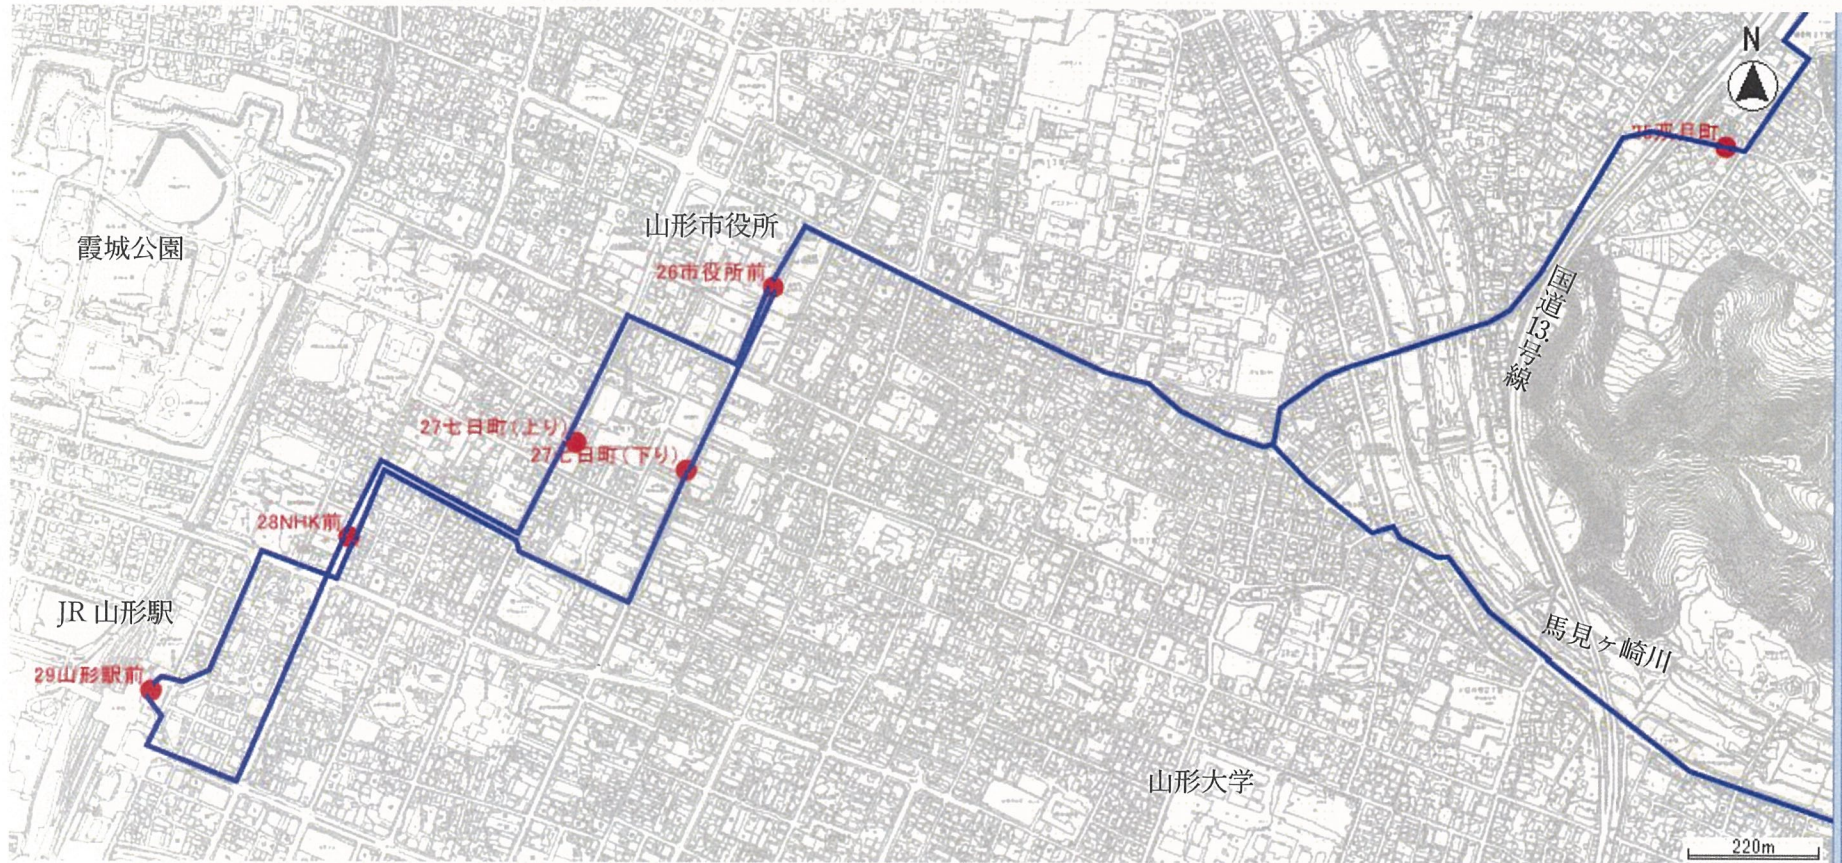 N
山形市役所
霞城公園
26市役所前
国道13号線
27七日町(上り)
27七日町(下り)
28NHK前
JR 山形駅
馬見ヶ崎川
29山形駅前
山形大学
220m